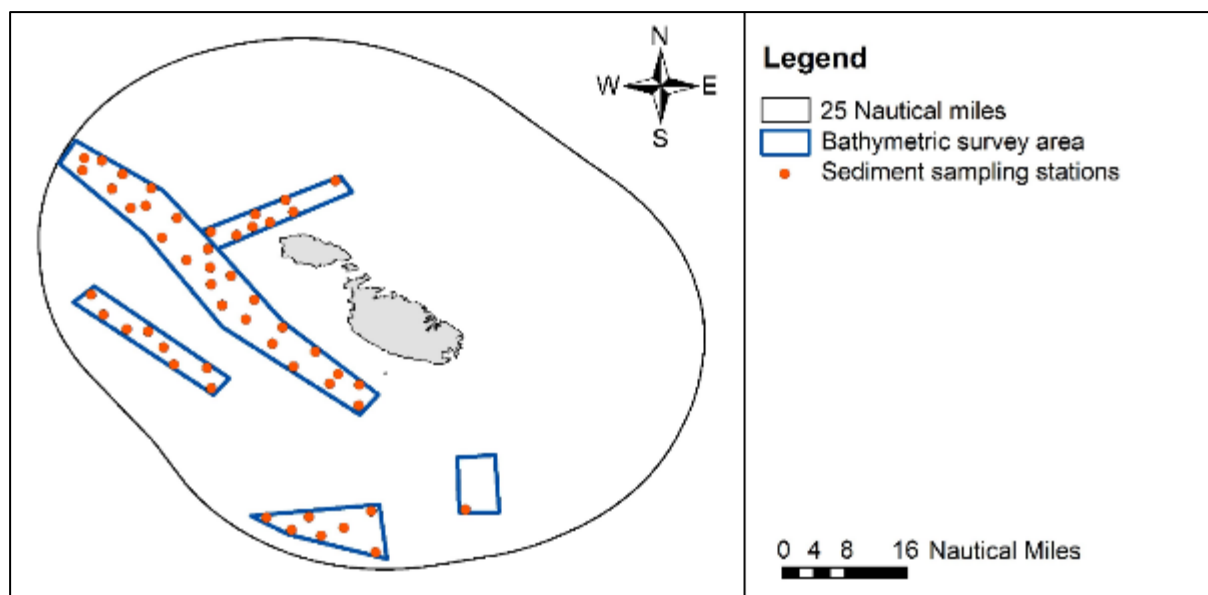 N
W E
S
Legend
25 Nautical miles
Bathymetric survey area
Sediment sampling stations
0 4 8 16 Nautical Miles